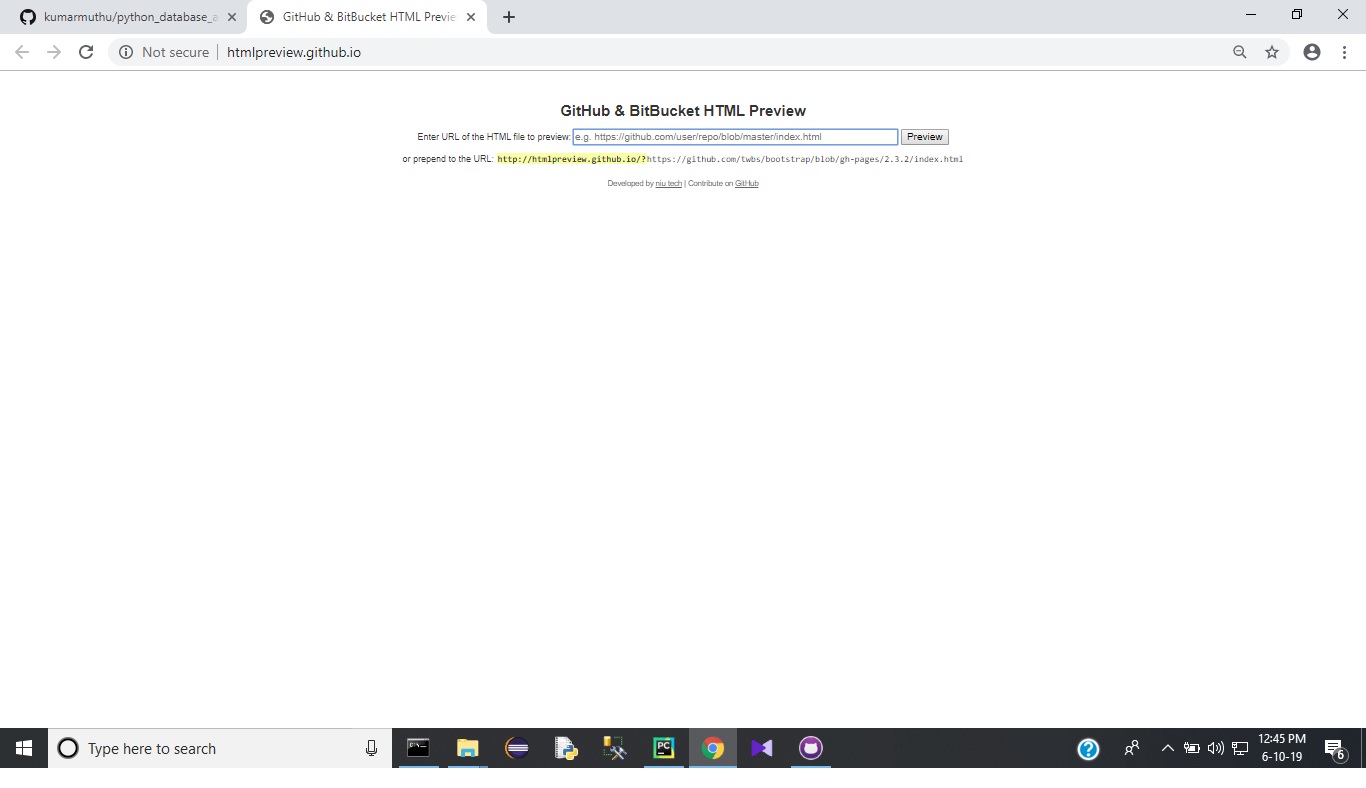 kumarmuthu/python_database_a
GitHub & BitBucket HTML Previe
Not secure | htmlpreview.github.io
GitHub & BitBucket HTML Preview
Enter URL of the HTML file to preview: e.g. https://github.com/user/repo/blob/master/index.html Preview
or prepend to the URL: http://htmlpreview.github.io/?https://github.com/twbs/bootstrap/blob/gh-pages/2.3.2/index.html
Developed by niu tech | Contribute on GitHub
Type here to search
PC
12:45 PM
6-10-19
6